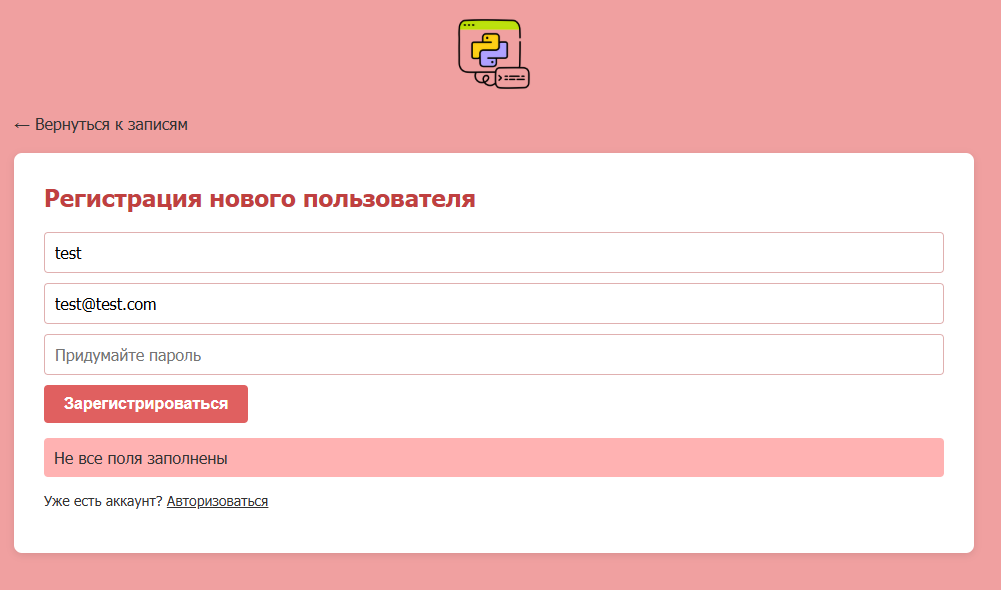 ← Вернуться к записям
Регистрация нового пользователя
test
test@test.com
Придумайте пароль
Зарегистрироваться
Не все поля заполнены
Уже есть аккаунт? Авторизоваться